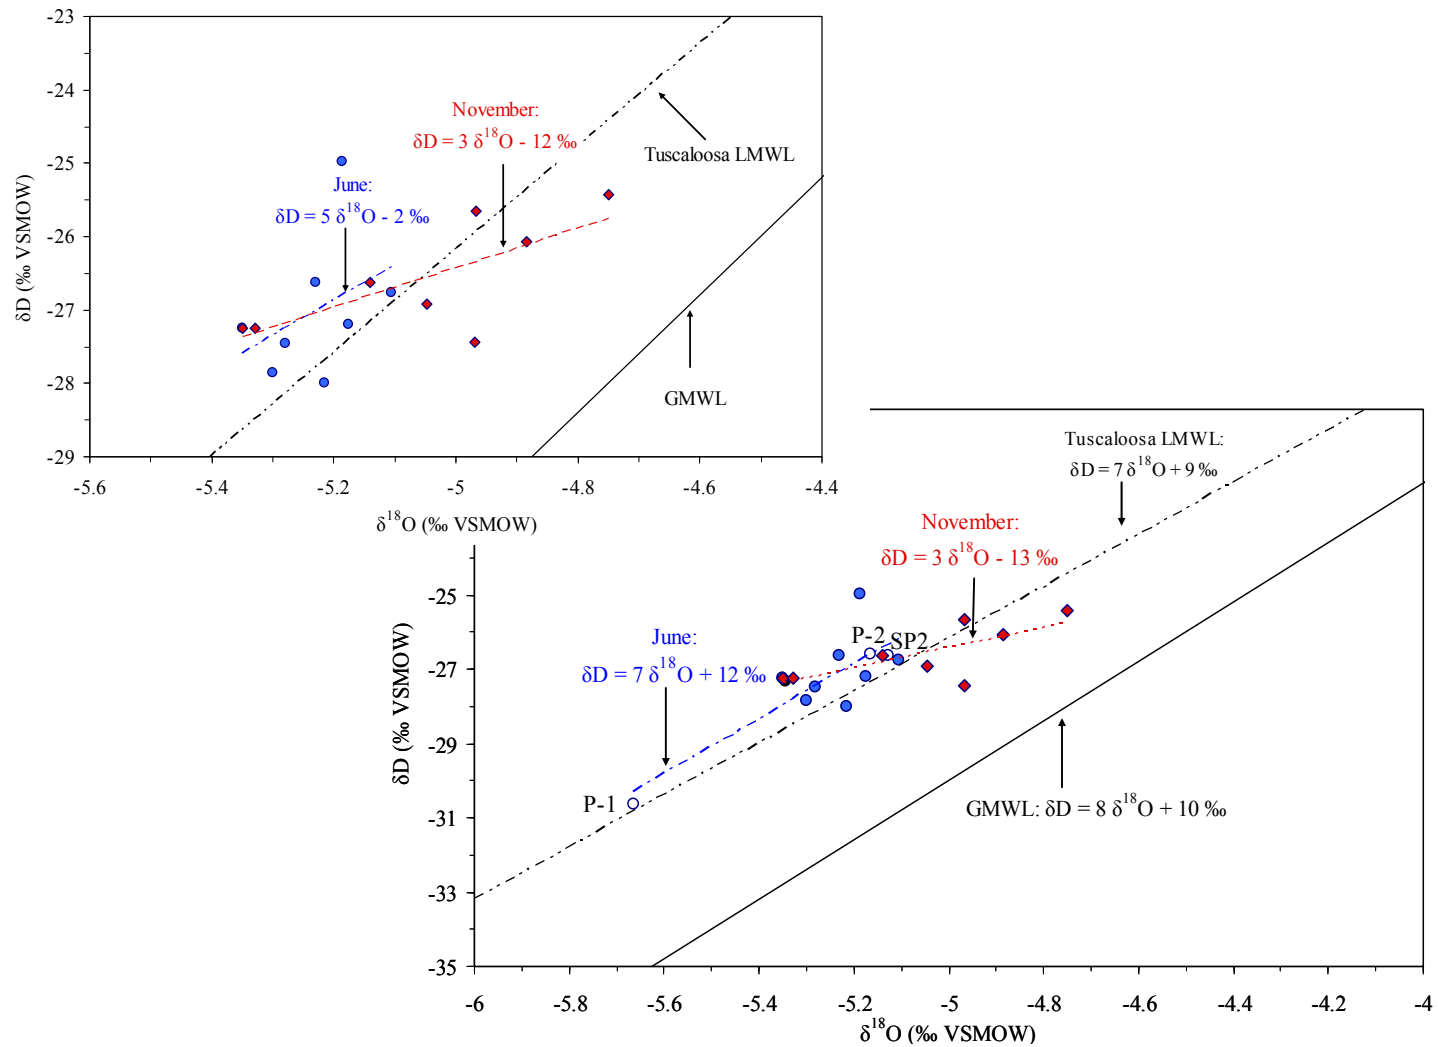 -23
-24
-25
-26
-27
-28
-29
δD (‰ VSMOW)
November:
δD = 3 δ18O - 12 ‰
Tuscaloosa LMWL
June:
δD = 5 δ18O - 2 ‰
GMWL
-5.6 -5.4 -5.2 -5 -4.8 -4.6 -4.4
δ18O (‰ VSMOW)
Tuscaloosa LMWL:
δD = 7 δ18O + 9 ‰
November:
δD = 3 δ18O - 13 ‰
-25
-27
-29
-31
-33
-35
δD (‰ VSMOW)
P-2 SP2
June:
δD = 7 δ18O + 12 ‰
P-1
GMWL: δD = 8 δ18O + 10 ‰
-6 -5.8 -5.6 -5.4 -5.2 -5 -4.8 -4.6 -4.4 -4.2 -4
δ18O (‰ VSMOW)